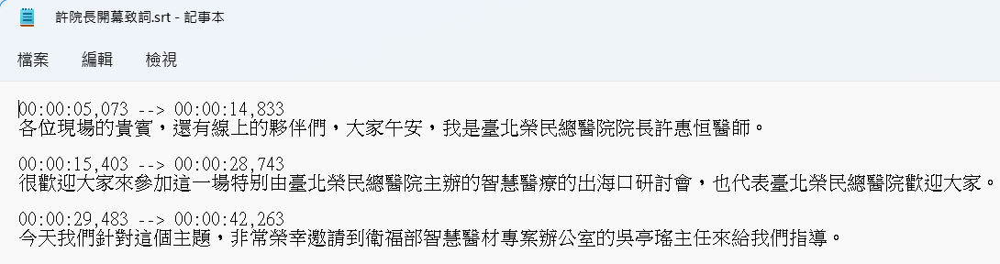 許院長開幕致詞.srt - 記事本
檔案 編輯 檢視
00:00:05,073 --> 00:00:14,833
各位現場的貴賓，還有線上的夥伴們，大家午安，我是臺北榮民總醫院院長許惠恒醫師。
00:00:15,403 --> 00:00:28,743
很歡迎大家來參加這一場特別由臺北榮民總醫院主辦的智慧醫療的出海口研討會，也代表臺北榮民總醫院歡迎大家。
00:00:29,483 --> 00:00:42,263
今天我們針對這個主題，非常榮幸邀請到衛福部智慧醫材專案辦公室的吳亭瑤主任來給我們指導。